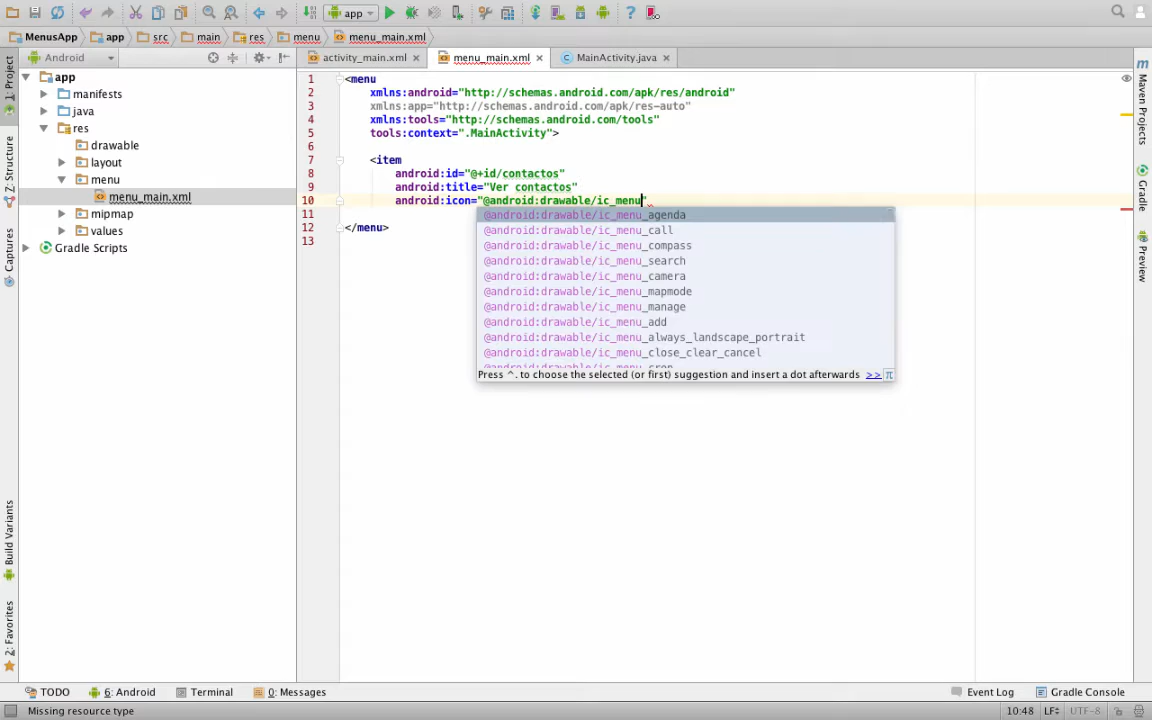 app
MenusApp app src main res menu menu_main.xml
Android
activity_main.xml menu_main.xml MainActivity.java
1: Project
Z: Structure
Captures
Build Variants
2: Favorites
app
manifests
java
res
drawable
layout
menu
menu_main.xml
mipmap
values
Gradle Scripts
1 <menu
2 xmlns:android="http://schemas.android.com/apk/res/android"
3 xmlns:app="http://schemas.android.com/apk/res-auto"
4 xmlns:tools="http://schemas.android.com/tools"
5 tools:context=".MainActivity">
6
7 <item
8 android:id="@+id/contactos"
9 android:title="Ver contactos"
10 android:icon="@android:drawable/ic_menu"
11
12 </menu>
13
@android:drawable/ic_menu_agenda
@android:drawable/ic_menu_call
@android:drawable/ic_menu_compass
@android:drawable/ic_menu_search
@android:drawable/ic_menu_camera
@android:drawable/ic_menu_mapmode
@android:drawable/ic_menu_manage
@android:drawable/ic_menu_add
@android:drawable/ic_menu_always_landscape_portrait
@android:drawable/ic_menu_close_clear_cancel
@android:drawable/ic_menu_crop
Press ^. to choose the selected (or first) suggestion and insert a dot afterwards >> π
Maven Projects
Gradle
Preview
TODO 6: Android Terminal 0: Messages Event Log Gradle Console
Missing resource type 10:48 LF÷ UTF-8÷